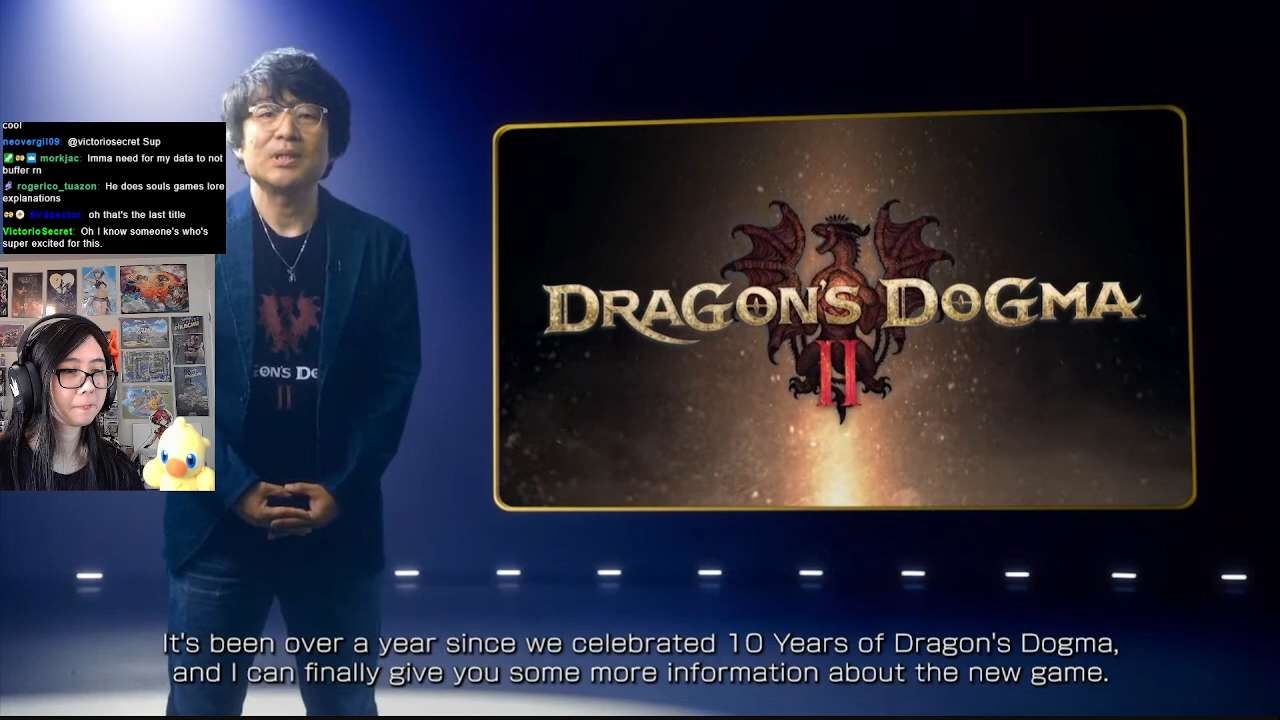 cool
neovergil09: @victoriosecret Sup
morkjac: Imma need for my data to not
buffer rn
rogerico_tuazon: He does souls games lore
explanations
SirSpector: oh that's the last title
VictorioSecret: Oh I know someone's who's
super excited for this.
DRAGON'S DOGMA
II
ON'S DO
II
It's been over a year since we celebrated 10 Years of Dragon's Dogma,
and I can finally give you some more information about the new game.